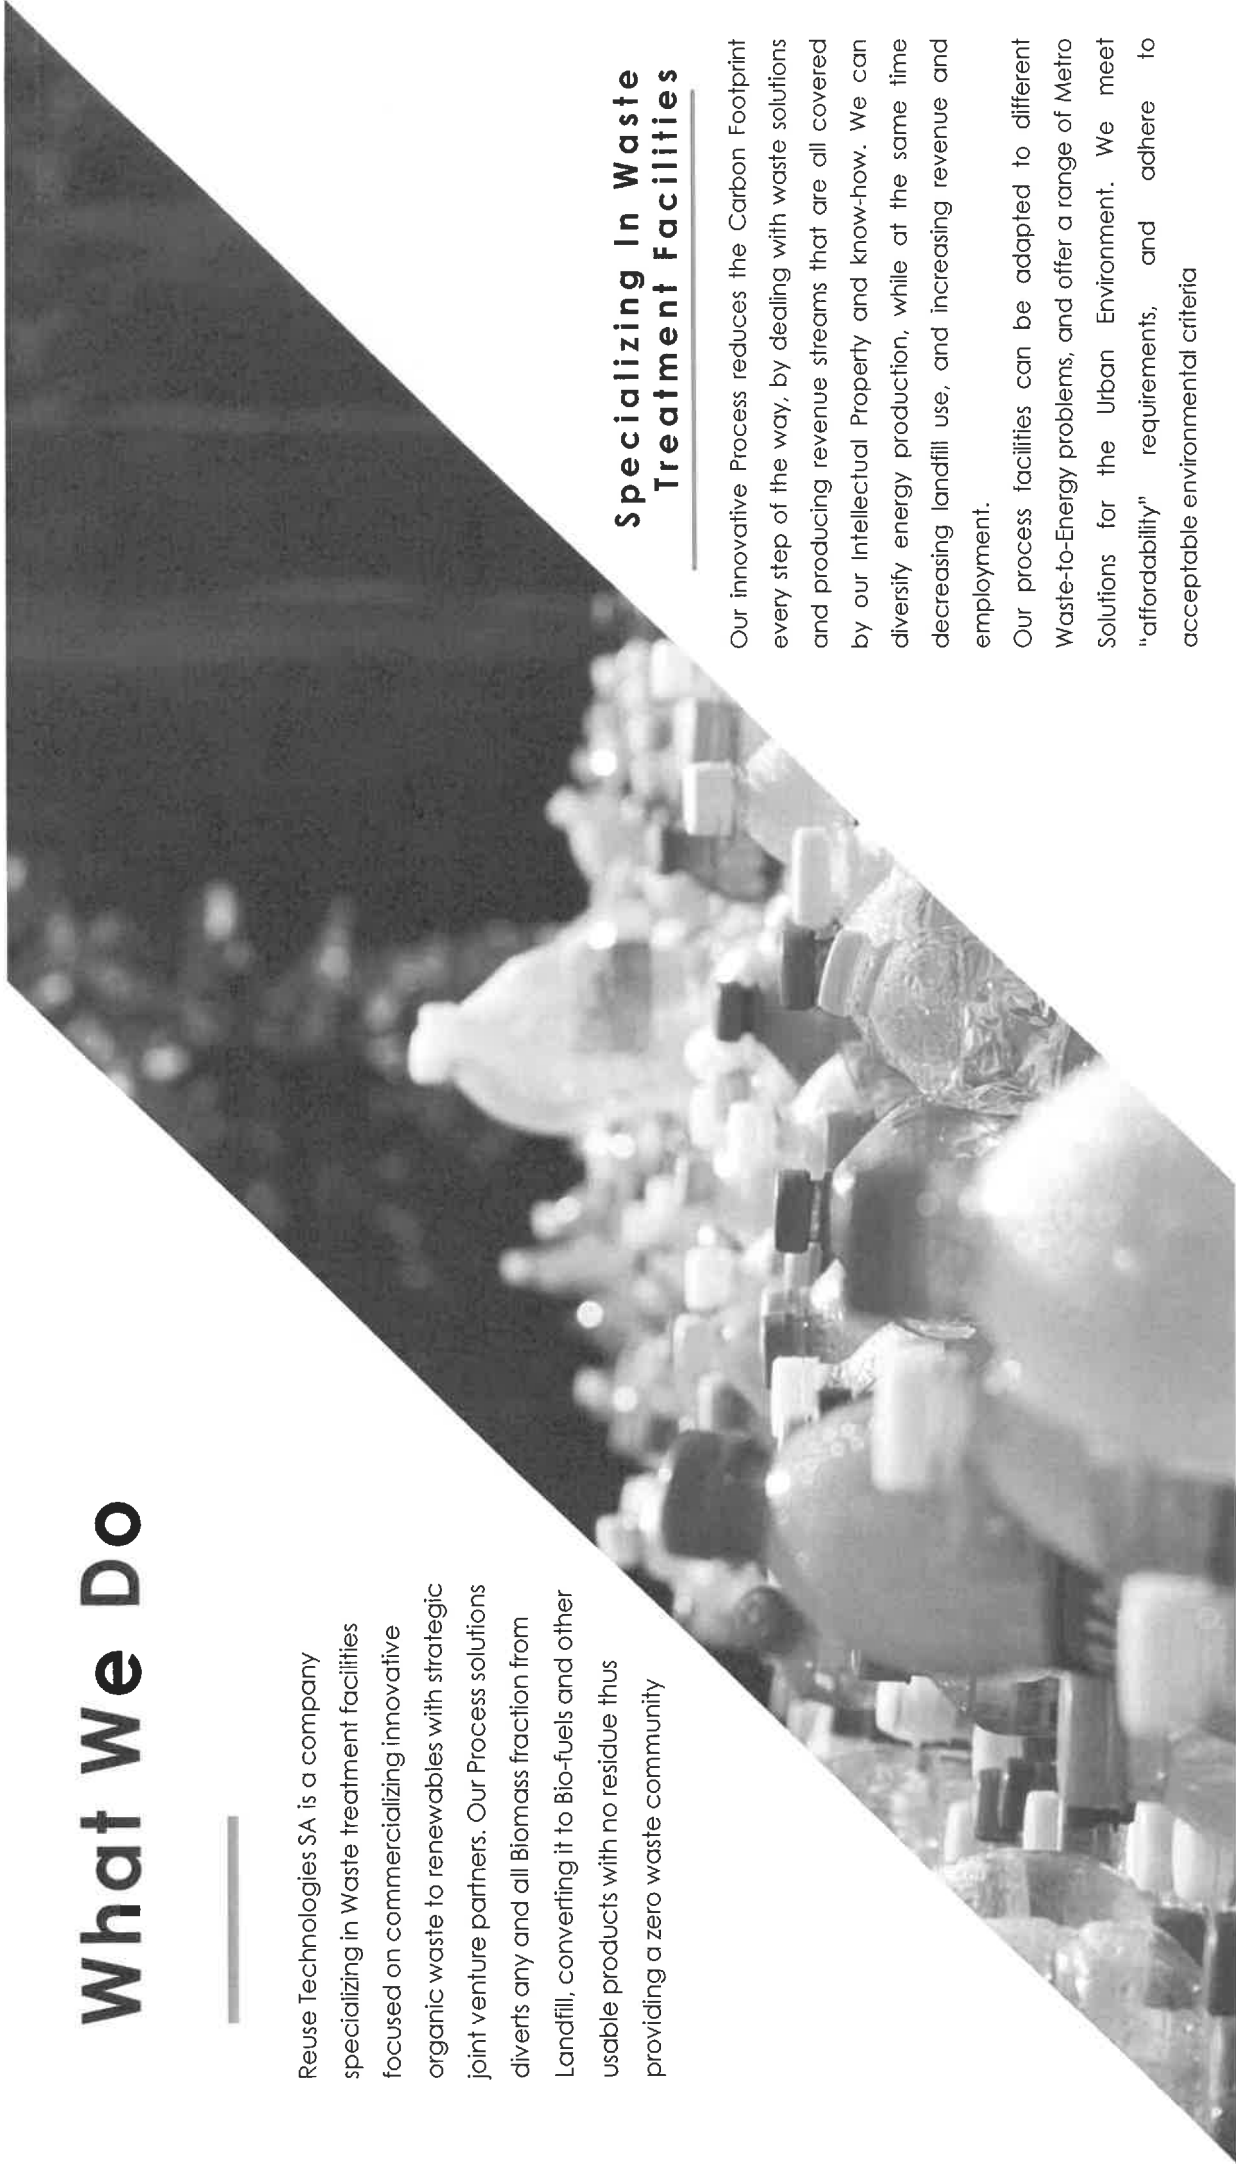 What We Do
Reuse Technologies SA is a company
specializing in Waste treatment facilities
focused on commercializing innovative
organic waste to renewables with strategic
joint venture partners. Our Process solutions
diverts any and all Biomass fraction from
Landfill, converting it to Bio-fuels and other
usable products with no residue thus
providing a zero waste community
Specializing In Waste
Treatment Facilities
Our innovative Process reduces the Carbon Footprint
every step of the way, by dealing with waste solutions
and producing revenue streams that are all covered
by our Intellectual Property and know-how. We can
diversify energy production, while at the same time
decreasing landfill use, and increasing revenue and
employment.
Our process facilities can be adapted to different
Waste-to-Energy problems, and offer a range of Metro
Solutions for the Urban Environment. We meet
"affordability" requirements, and adhere to
acceptable environmental criteria